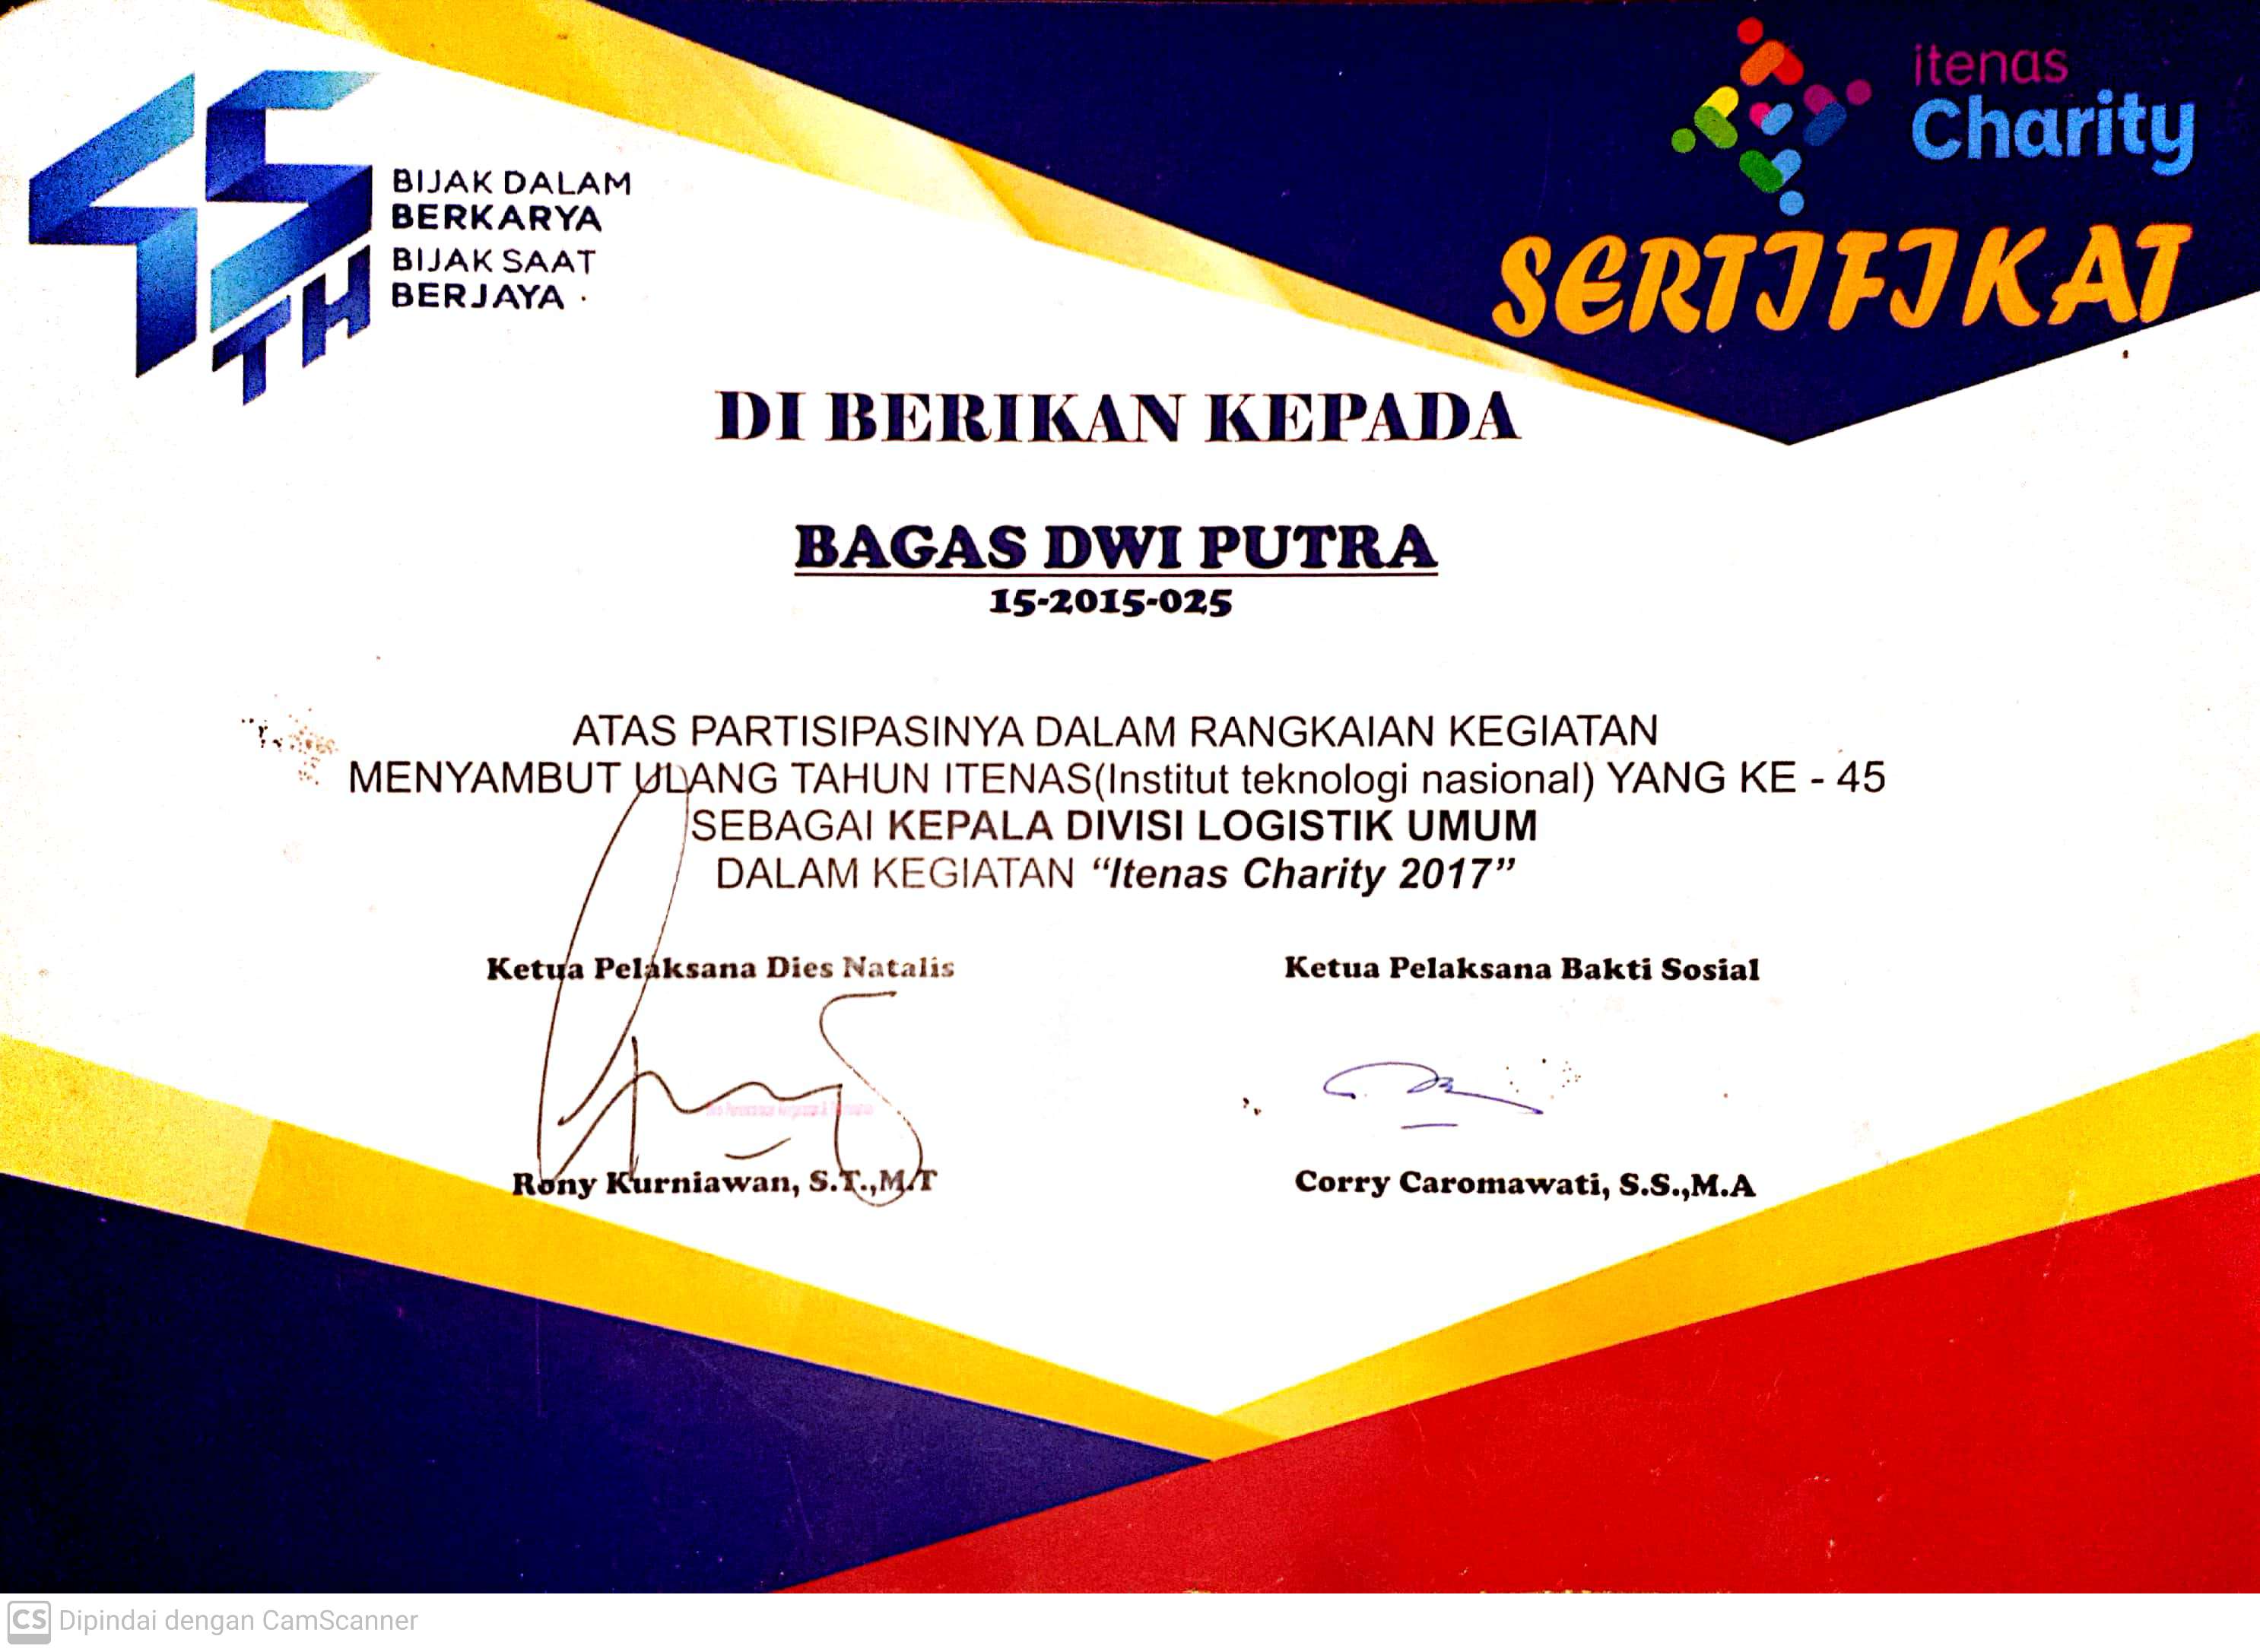 45TH
BIJAK DALAM
BERKARYA
BIJAK SAAT
BERJAYA
itenas
Charity
SERTIFIKAT
DI BERIKAN KEPADA
BAGAS DWI PUTRA
15-2015-025
ATAS PARTISIPASINYA DALAM RANGKAIAN KEGIATAN
MENYAMBUT ULANG TAHUN ITENAS(Institut teknologi nasional) YANG KE - 45
SEBAGAI KEPALA DIVISI LOGISTIK UMUM
DALAM KEGIATAN “Itenas Charity 2017”
Ketua Pelaksana Dies Natalis
Ketua Pelaksana Bakti Sosial
Rony Kurniawan, S.T.,M.T
Corry Caromawati, S.S.,M.A
CS Dipindai dengan CamScanner